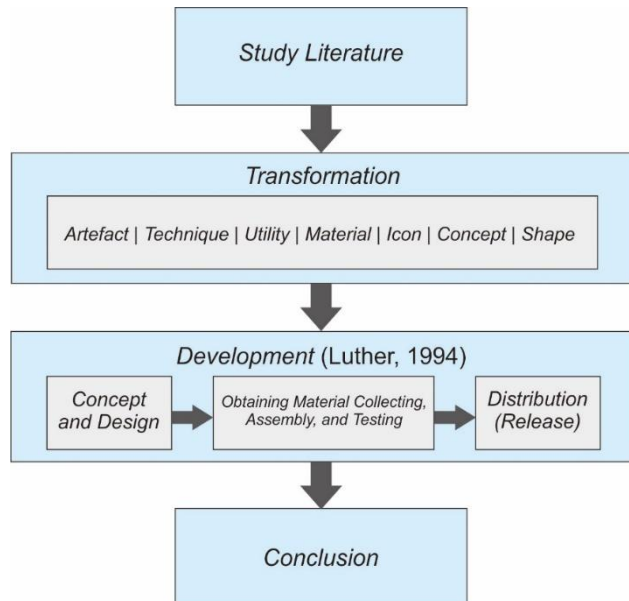 Study Literature
Transformation
Artefact | Technique | Utility | Material | Icon | Concept | Shape
Development (Luther, 1994)
Concept
and Design
Obtaining Material Collecting,
Assembly, and Testing
Distribution
(Release)
Conclusion